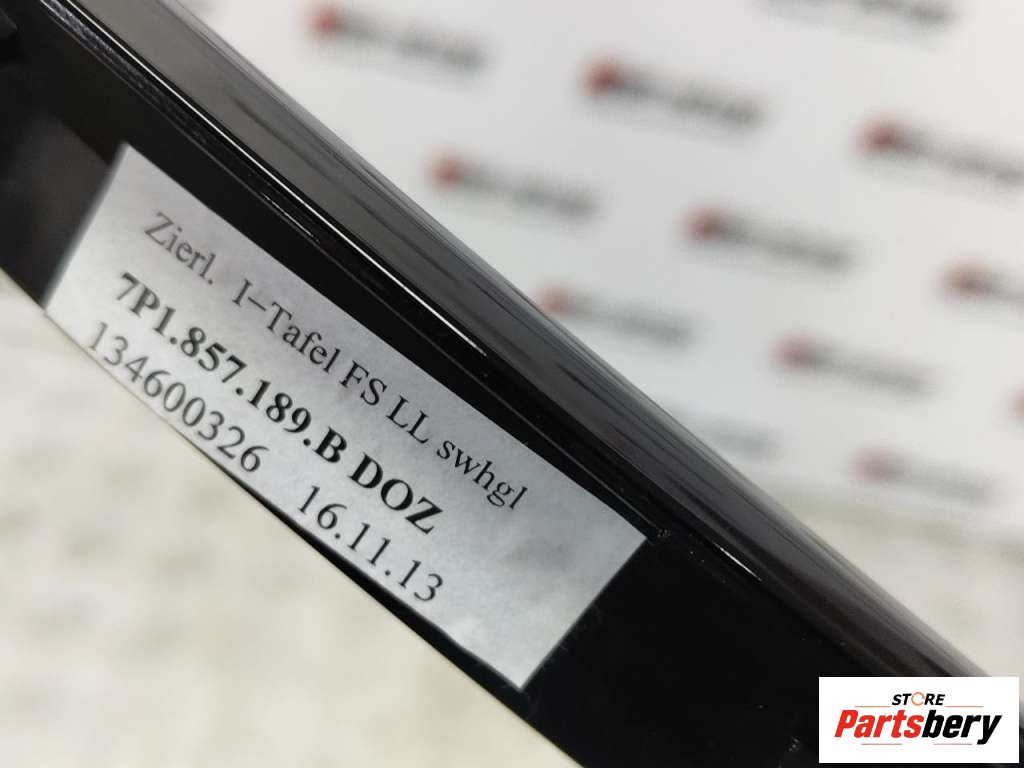 Zierl. I-Tafel FS LL swhgl
7P1.857.189.B DOZ
134600326 16.11.13
STORE
Partsbery